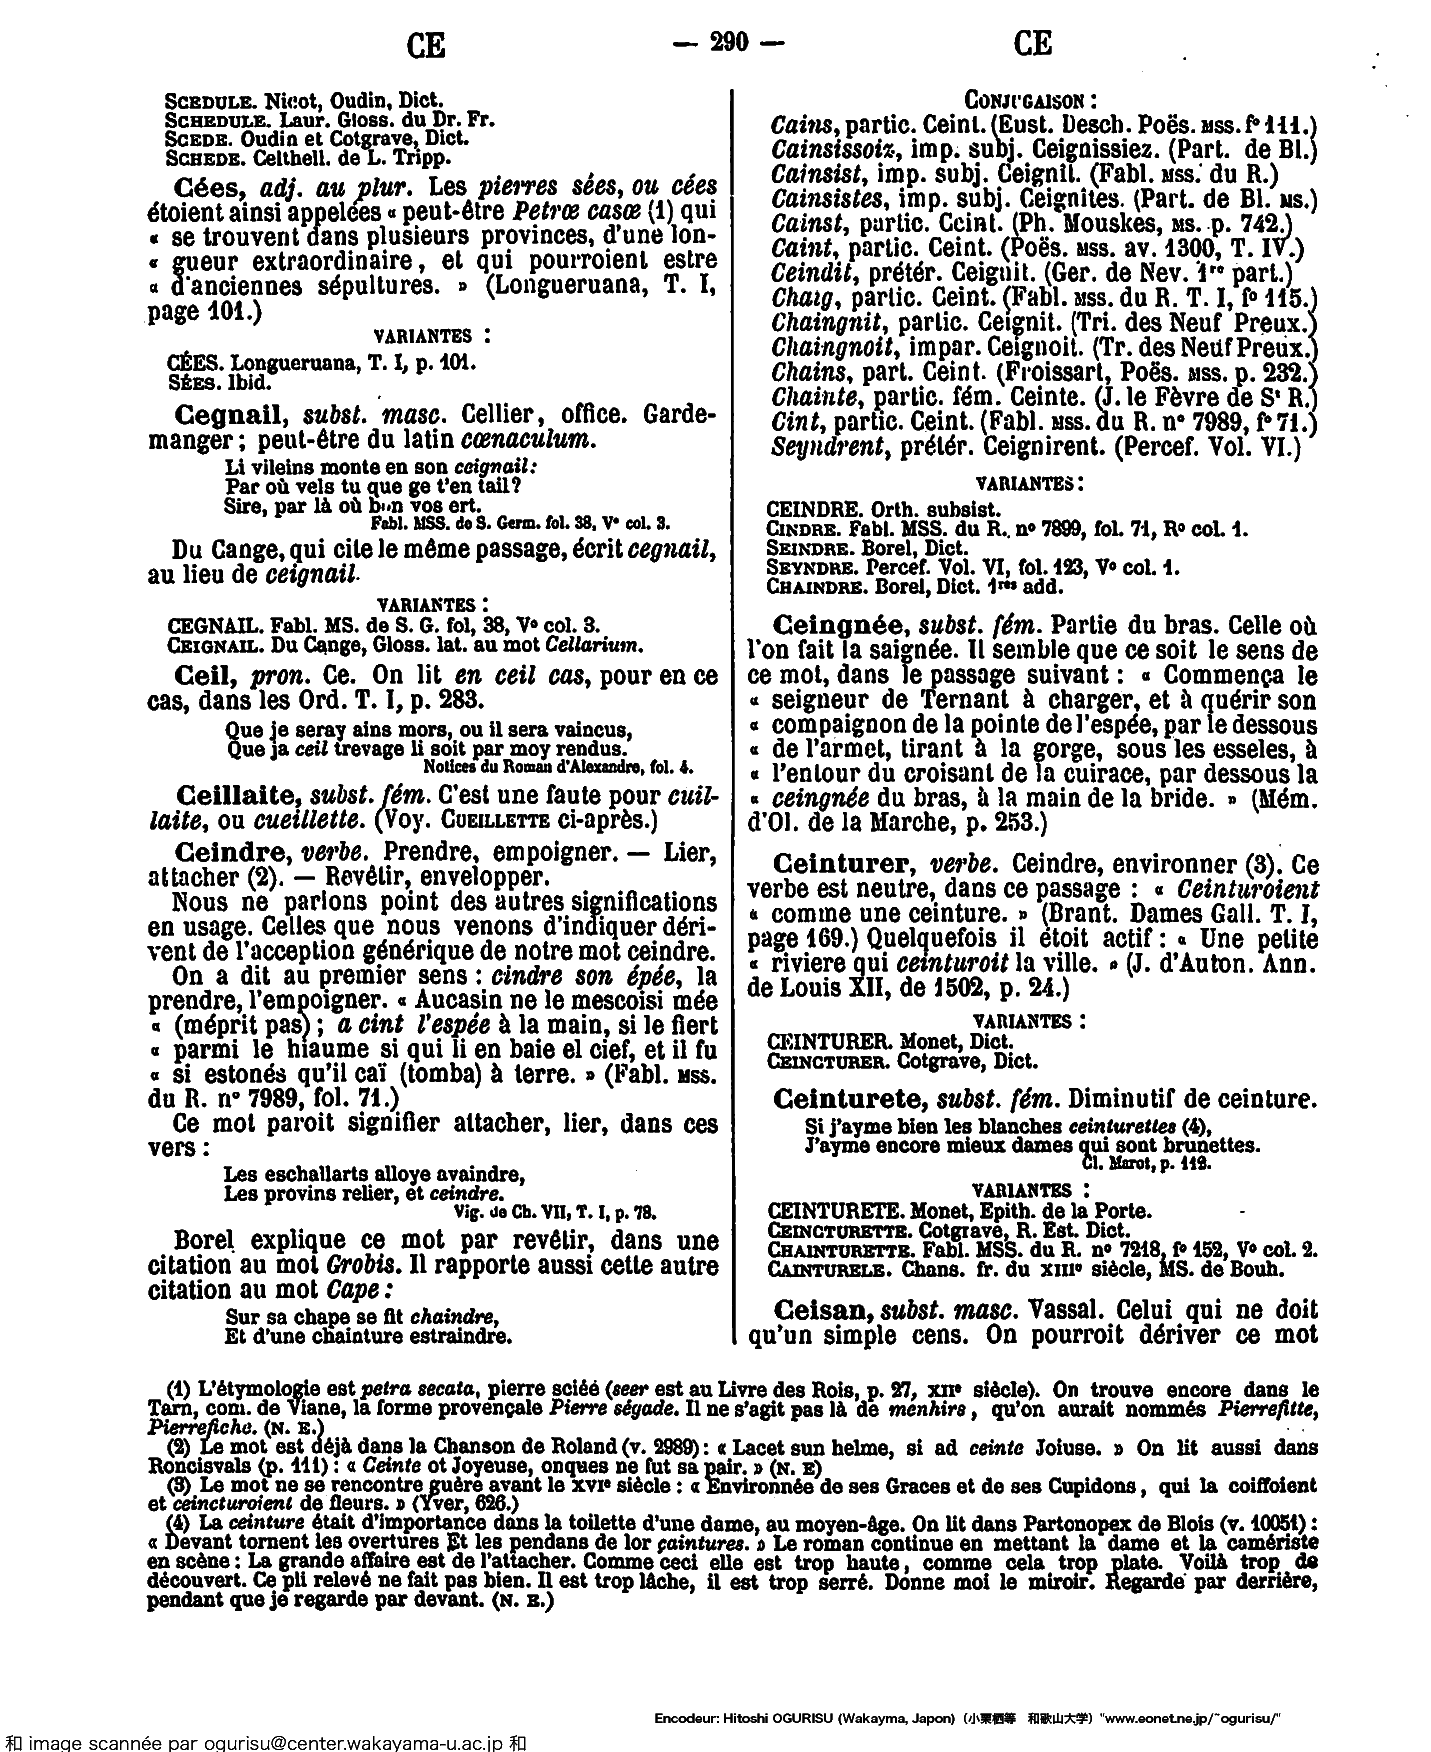 CE — 290 — CE
SCEDULE. Nicot, Oudin, Dict.
SCHEDULE. Laur. Gloss. du Dr. Fr.
SCEDE. Oudin et Cotgrave, Dict.
SCHEDE. Celthell. de L. Tripp.
Cées, adj. au plur. Les pierres sées, ou cées
étoient ainsi appelées « peut-être Petræ casæ (1) qui
« se trouvent dans plusieurs provinces, d'une lon-
« gueur extraordinaire, et qui pourroient estre
« d'anciennes sépultures. » (Longueruana, T. I,
page 101.)
VARIANTES :
CÉES. Longueruana, T. I, p. 101.
SÉES. Ibid.
Cegnail, subst. masc. Cellier, office. Garde-
manger ; peut-être du latin cœnaculum.
Li vileins monte en son ceignail:
Par où vels tu que ge t'en tail?
Sire, par là où bon vos ert.
Fabl. MSS. de S. Germ. fol. 38, V° col. 3.
Du Cange, qui cite le même passage, écrit cegnail,
au lieu de ceignail.
VARIANTES :
CEGNAIL. Fabl. MS. de S. G. fol, 38, V° col. 3.
CEIGNAIL. Du Cange, Gloss. lat. au mot Cellarium.
Ceil, pron. Ce. On lit en ceil cas, pour en ce
cas, dans les Ord. T. I, p. 283.
Que je seray ains mors, ou il sera vaincus,
Que ja ceil trevage li soit par moy rendus.
Notices du Roman d'Alexandre, fol. 4.
Ceillaite, subst. fém. C'est une faute pour cuil-
laite, ou cueillette. (Voy. CUEILLETTE ci-après.)
Ceindre, verbe. Prendre, empoigner. — Lier,
attacher (2). — Revêtir, envelopper.
Nous ne parlons point des autres significations
en usage. Celles que nous venons d'indiquer déri-
vent de l'acception générique de notre mot ceindre.
On a dit au premier sens : cindre son épée, la
prendre, l'empoigner. « Aucasin ne le mescoisi mée
« (méprit pas) ; a cint l'espée à la main, si le fiert
« parmi le hiaume si qui li en baie el cief, et il fu
« si estonés qu'il caï (tomba) à terre. » (Fabl. MSS.
du R. n° 7989, fol. 71.)
Ce mot paroit signifier attacher, lier, dans ces
vers :
Les eschallarts alloye avaindre,
Les provins relier, et ceindre.
Vig. de Ch. VII, T. I, p. 78.
Borel explique ce mot par revêtir, dans une
citation au mot Grobis. Il rapporte aussi cette autre
citation au mot Cape :
Sur sa chape se fit chaindre,
Et d'une chainture estraindre.
CONJUGAISON :
Cains, partic. Ceint. (Eust. Desch. Poës. MSS. f° 111.)
Cainsissoiz, imp. subj. Ceignissiez. (Part. de Bl.)
Cainsist, imp. subj. Ceignit. (Fabl. MSS. du R.)
Cainsistes, imp. subj. Ceignites. (Part. de Bl. MS.)
Cainst, partic. Ceint. (Ph. Mouskes, MS. p. 742.)
Caint, partic. Ceint. (Poës. MSS. av. 1300, T. IV.)
Ceindit, prétér. Ceignit. (Ger. de Nev. 1re part.)
Chaig, partic. Ceint. (Fabl. MSS. du R. T. I, f° 115.)
Chaingnit, partic. Ceignit. (Tri. des Neuf Preux.)
Chaingnoit, impar. Ceignoit. (Tr. des Neuf Preux.)
Chains, part. Ceint. (Froissart, Poës. MSS. p. 232.)
Chainte, partic. fém. Ceinte. (J. le Fèvre de St R.)
Cint, partic. Ceint. (Fabl. MSS. du R. n° 7989, f° 71.)
Seyndrent, prétér. Ceignirent. (Percef. Vol. VI.)
VARIANTES :
CEINDRE. Orth. subsist.
CINDRE. Fabl. MSS. du R. n° 7899, fol. 71, R° col. 1.
SEINDRE. Borel, Dict.
SEYNDRE. Percef. Vol. VI, fol. 123, V° col. 1.
CHAINDRE. Borel, Dict. 1res add.
Ceingnée, subst. fém. Partie du bras. Celle où
l'on fait la saignée. Il semble que ce soit le sens de
ce mot, dans le passage suivant : « Commença le
« seigneur de Ternant à charger, et à quérir son
« compaignon de la pointe de l'espée, par le dessous
« de l'armet, tirant à la gorge, sous les esseles, à
« l'entour du croisant de la cuirace, par dessous la
« ceingnée du bras, à la main de la bride. » (Mém.
d'Ol. de la Marche, p. 253.)
Ceinturer, verbe. Ceindre, environner (3). Ce
verbe est neutre, dans ce passage : « Ceinturoient
« comme une ceinture. » (Brant. Dames Gall. T. I,
page 169.) Quelquefois il étoit actif : « Une petite
« riviere qui ceinturoit la ville. » (J. d'Auton. Ann.
de Louis XII, de 1502, p. 24.)
VARIANTES :
CEINTURER. Monet, Dict.
CEINCTURER. Cotgrave, Dict.
Ceinturete, subst. fém. Diminutif de ceinture.
Si j'ayme bien les blanches ceinturettes (4),
J'ayme encore mieux dames qui sont brunettes.
Cl. Marot, p. 112.
VARIANTES :
CEINTURETE. Monet, Epith. de la Porte.
CEINCTURETTE. Cotgrave, R. Est. Dict.
CHAINTURETTE. Fabl. MSS. du R. n° 7218, f° 152, V° col. 2.
CAINTURELE. Chans. fr. du XIIIe siècle, MS. de Bouh.
Ceisan, subst. masc. Vassal. Celui qui ne doit
qu'un simple cens. On pourroit dériver ce mot
(1) L'étymologie est petra secata, pierre sciée (seer est au Livre des Rois, p. 27, XIIe siècle). On trouve encore dans le
Tarn, com. de Viane, la forme provençale Pierre ségade. Il ne s'agit pas là de menhirs, qu'on aurait nommés Pierrefitte,
Pierrefiche. (N. E.)
(2) Le mot est déjà dans la Chanson de Roland (v. 2989) : « Lacet sun helme, si ad ceinte Joiuse. » On lit aussi dans
Roncisvals (p. 111) : « Ceinte ot Joyeuse, onques ne fut sa pair. » (N. E)
(3) Le mot ne se rencontre guère avant le XVIe siècle : « Environnée de ses Graces et de ses Cupidons, qui la coiffoient
et ceincturoient de fleurs. » (Yver, 626.)
(4) La ceinture était d'importance dans la toilette d'une dame, au moyen-âge. On lit dans Partonopex de Blois (v. 10051) :
« Devant tornent les overtures Et les pendans de lor çaintures. » Le roman continue en mettant la dame et la camériste
en scène : La grande affaire est de l'attacher. Comme ceci elle est trop haute, comme cela trop plate. Voilà trop de
découvert. Ce pli relevé ne fait pas bien. Il est trop lâche, il est trop serré. Donne moi le miroir. Regarde par derrière,
pendant que je regarde par devant. (N. E.)
Encodeur: Hitoshi OGURISU (Wakayma, Japon) (小栗栖等 和歌山大学) "www.eonet.ne.jp/~ogurisu/"
和 image scannée par ogurisu@center.wakayama-u.ac.jp 和